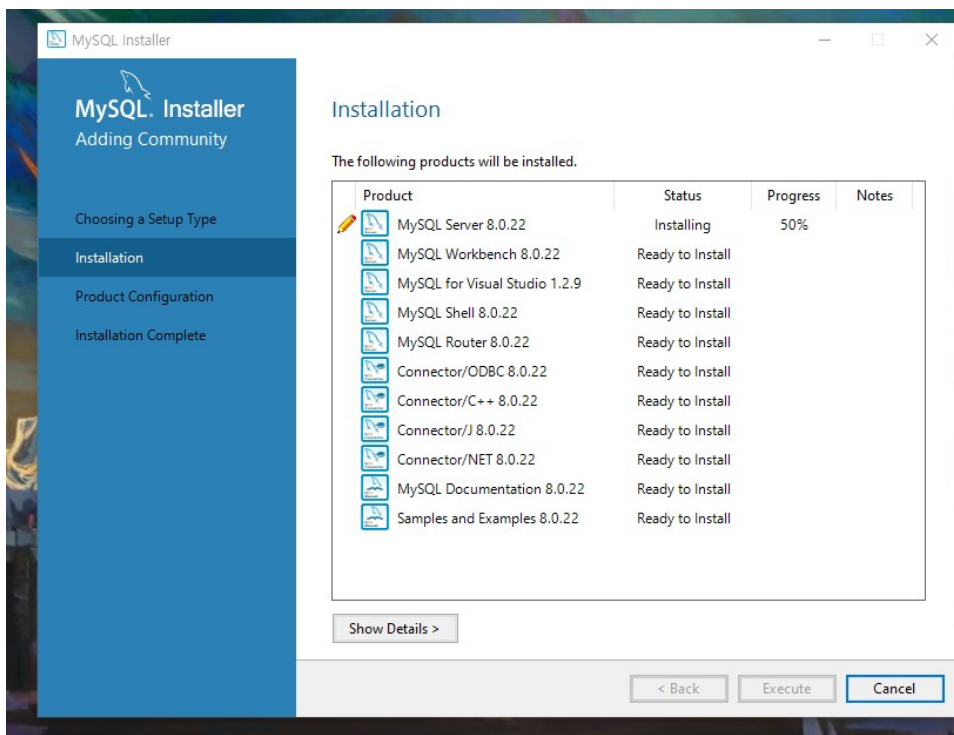 MySQL Installer
MySQL. Installer
Adding Community
Choosing a Setup Type
Installation
Product Configuration
Installation Complete
Installation
The following products will be installed.
Product Status Progress Notes
MySQL Server 8.0.22 Installing 50%
MySQL Workbench 8.0.22 Ready to Install
MySQL for Visual Studio 1.2.9 Ready to Install
MySQL Shell 8.0.22 Ready to Install
MySQL Router 8.0.22 Ready to Install
Connector/ODBC 8.0.22 Ready to Install
Connector/C++ 8.0.22 Ready to Install
Connector/J 8.0.22 Ready to Install
Connector/NET 8.0.22 Ready to Install
MySQL Documentation 8.0.22 Ready to Install
Samples and Examples 8.0.22 Ready to Install
Show Details >
< Back Execute Cancel